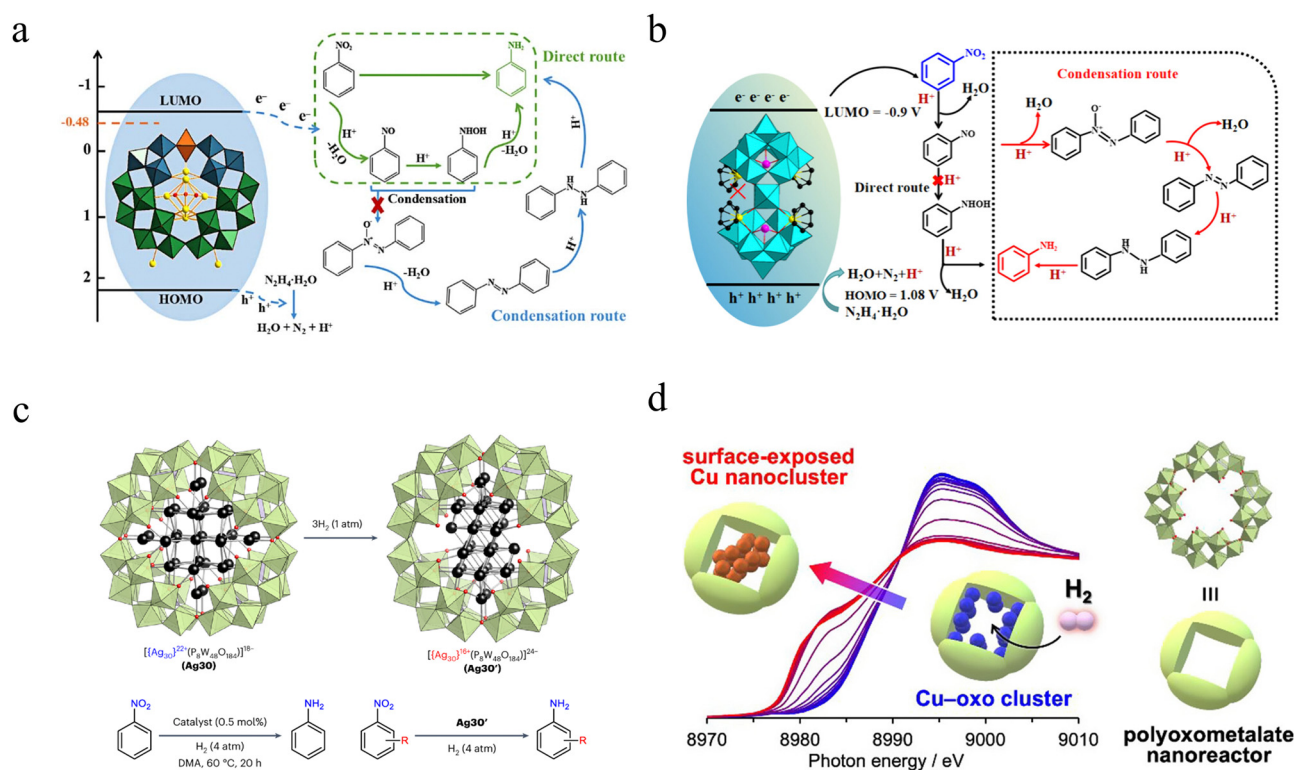 a
-1
0
1
2
-0.48
LUMO
HOMO
e⁻
e⁻
e⁻
h⁺
h⁺
N₂H₄·H₂O
H₂O + N₂ + H⁺
NO₂
NH₂
Direct route
H⁺
-H₂O
NO
H⁺
NHOH
H⁺
-H₂O
Condensation
O⁻
N⁺
N
-H₂O
H⁺
N
N
H⁺
H
N
N
H
H⁺
Condensation route
b
e⁻ e⁻ e⁻ e⁻
LUMO = -0.9 V
h⁺ h⁺ h⁺ h⁺
H₂O+N₂+H⁺
HOMO = 1.08 V
N₂H₄·H₂O
NO₂
H⁺
H₂O
NO
Direct route
H⁺
NHOH
H⁺
H₂O
Condensation route
H₂O
H⁺
O⁻
N⁺
N
H₂O
H⁺
N
N
H⁺
H
N
N
H
H⁺
NH₂
c
3H₂ (1 atm)
[{Ag₃₀}²²⁺(P₈W₄₈O₁₈₄)]¹⁸⁻
(Ag30)
[{Ag₃₀}¹⁶⁺(P₈W₄₈O₁₈₄)]²⁴⁻
(Ag30′)
NO₂
Catalyst (0.5 mol%)
H₂ (4 atm)
DMA, 60 °C, 20 h
NH₂
NO₂
R
Ag30′
H₂ (4 atm)
NH₂
R
d
surface-exposed
Cu nanocluster
H₂
Cu–oxo cluster
8970 8980 8990 9000 9010
Photon energy / eV
polyoxometalate
nanoreactor